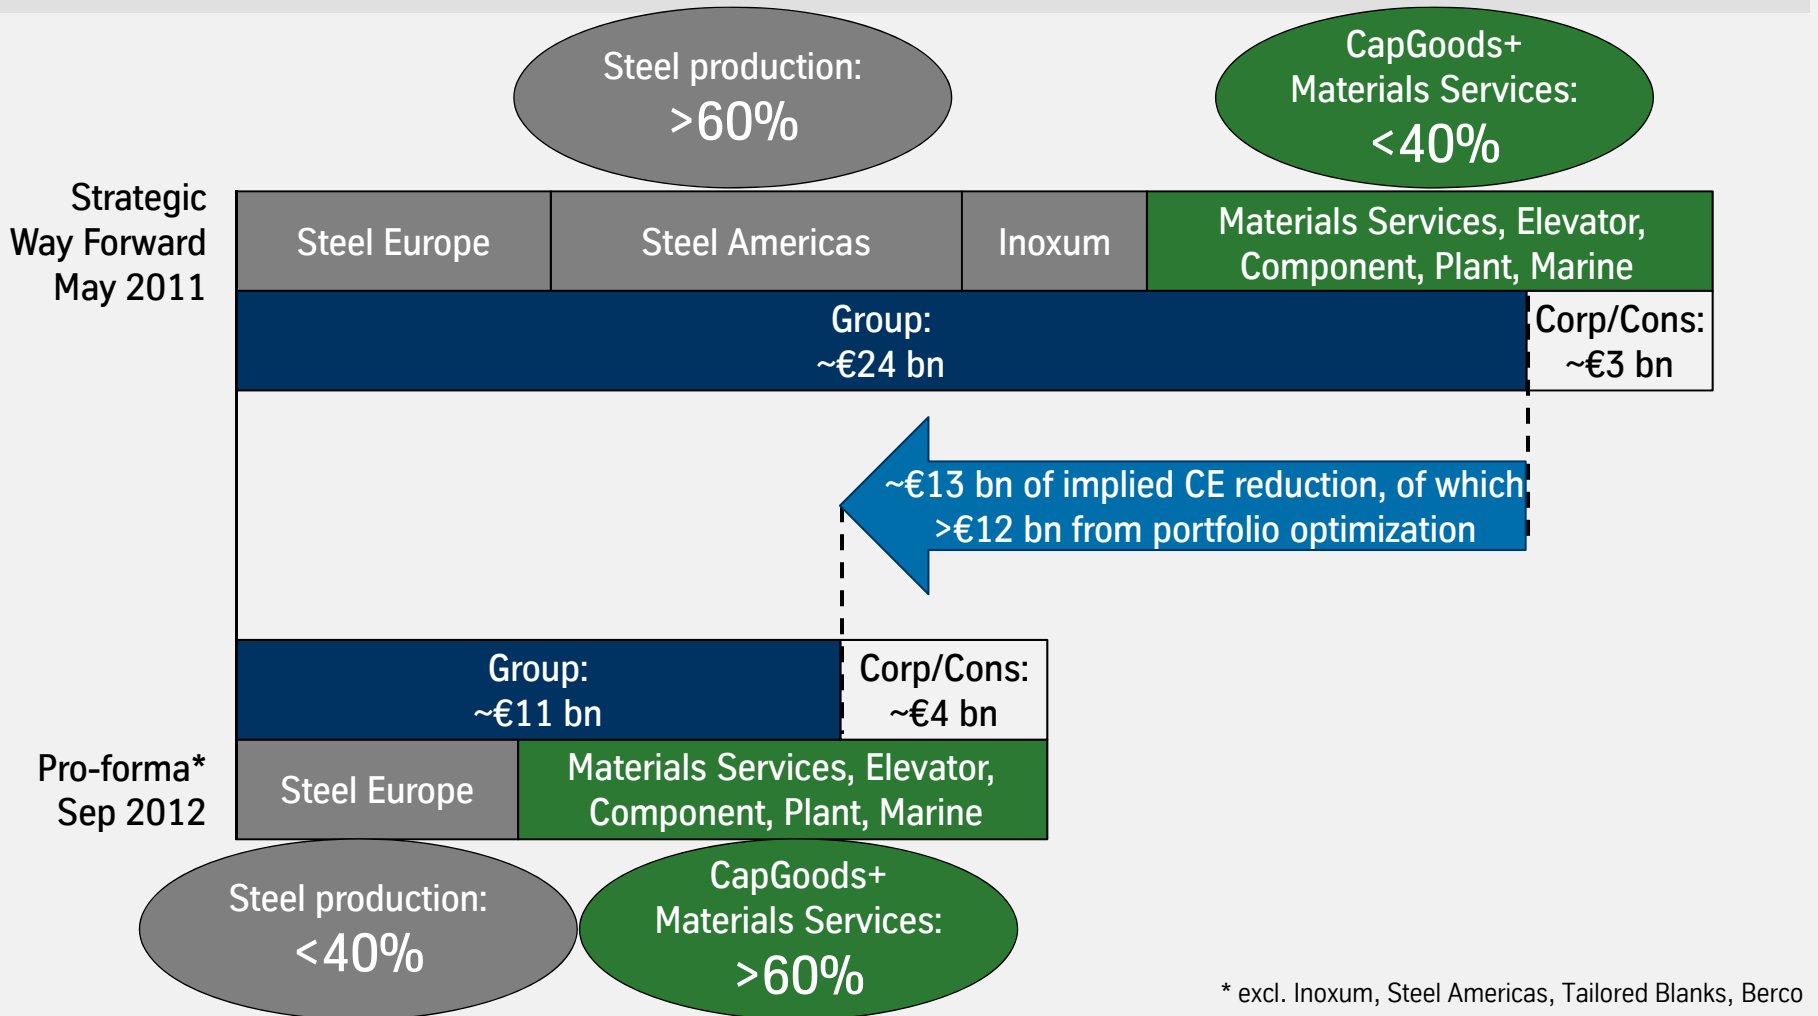 Steel production:
>60%
CapGoods+
Materials Services:
<40%
Strategic
Way Forward
May 2011
Steel Europe
Steel Americas
Inoxum
Materials Services, Elevator,
Component, Plant, Marine
Group:
~€24 bn
Corp/Cons:
~€3 bn
~€13 bn of implied CE reduction, of which
>€12 bn from portfolio optimization
Group:
~€11 bn
Corp/Cons:
~€4 bn
Pro-forma*
Sep 2012
Steel Europe
Materials Services, Elevator,
Component, Plant, Marine
Steel production:
<40%
CapGoods+
Materials Services:
>60%
* excl. Inoxum, Steel Americas, Tailored Blanks, Berco